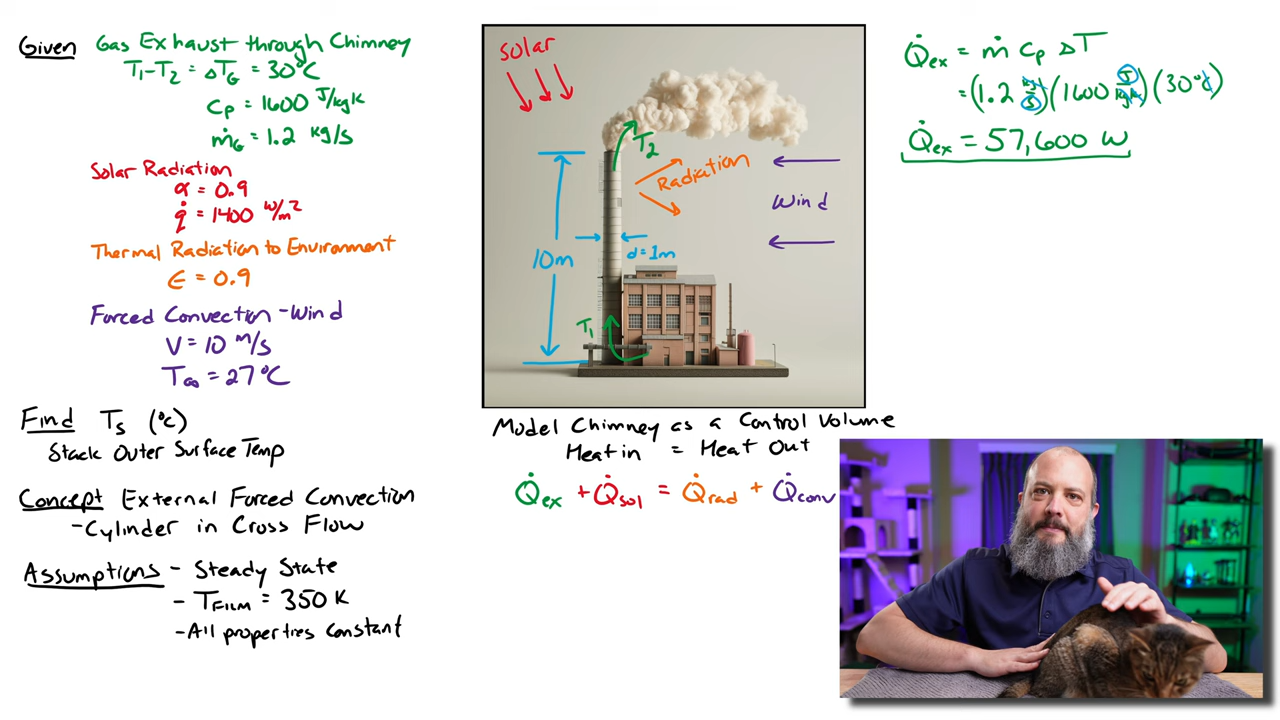 Given Gas Exhaust through Chimney
T₁-T₂ = ΔT_G = 30°C
Cp = 1600 J/kgK
ṁ_G = 1.2 kg/s
Solar Radiation
α = 0.9
q̇ = 1400 W/m²
Thermal Radiation to Environment
ϵ = 0.9
Forced Convection - Wind
V = 10 m/s
T∞ = 27°C
Find Ts (°C)
Stack Outer Surface Temp
Concept External Forced Convection
- Cylinder in Cross Flow
Assumptions - Steady State
- T_FILM = 350 K
- All properties constant
Solar
T₂
Radiation
Wind
10m
d=1m
T₁
Model Chimney as a Control Volume
Heat in = Heat Out
Q̇ex + Q̇sol = Q̇rad + Q̇conv
Q̇ex = ṁ Cp ΔT
= (1.2 kg/s)(1600 J/kgK)(30°C)
Q̇ex = 57,600 W